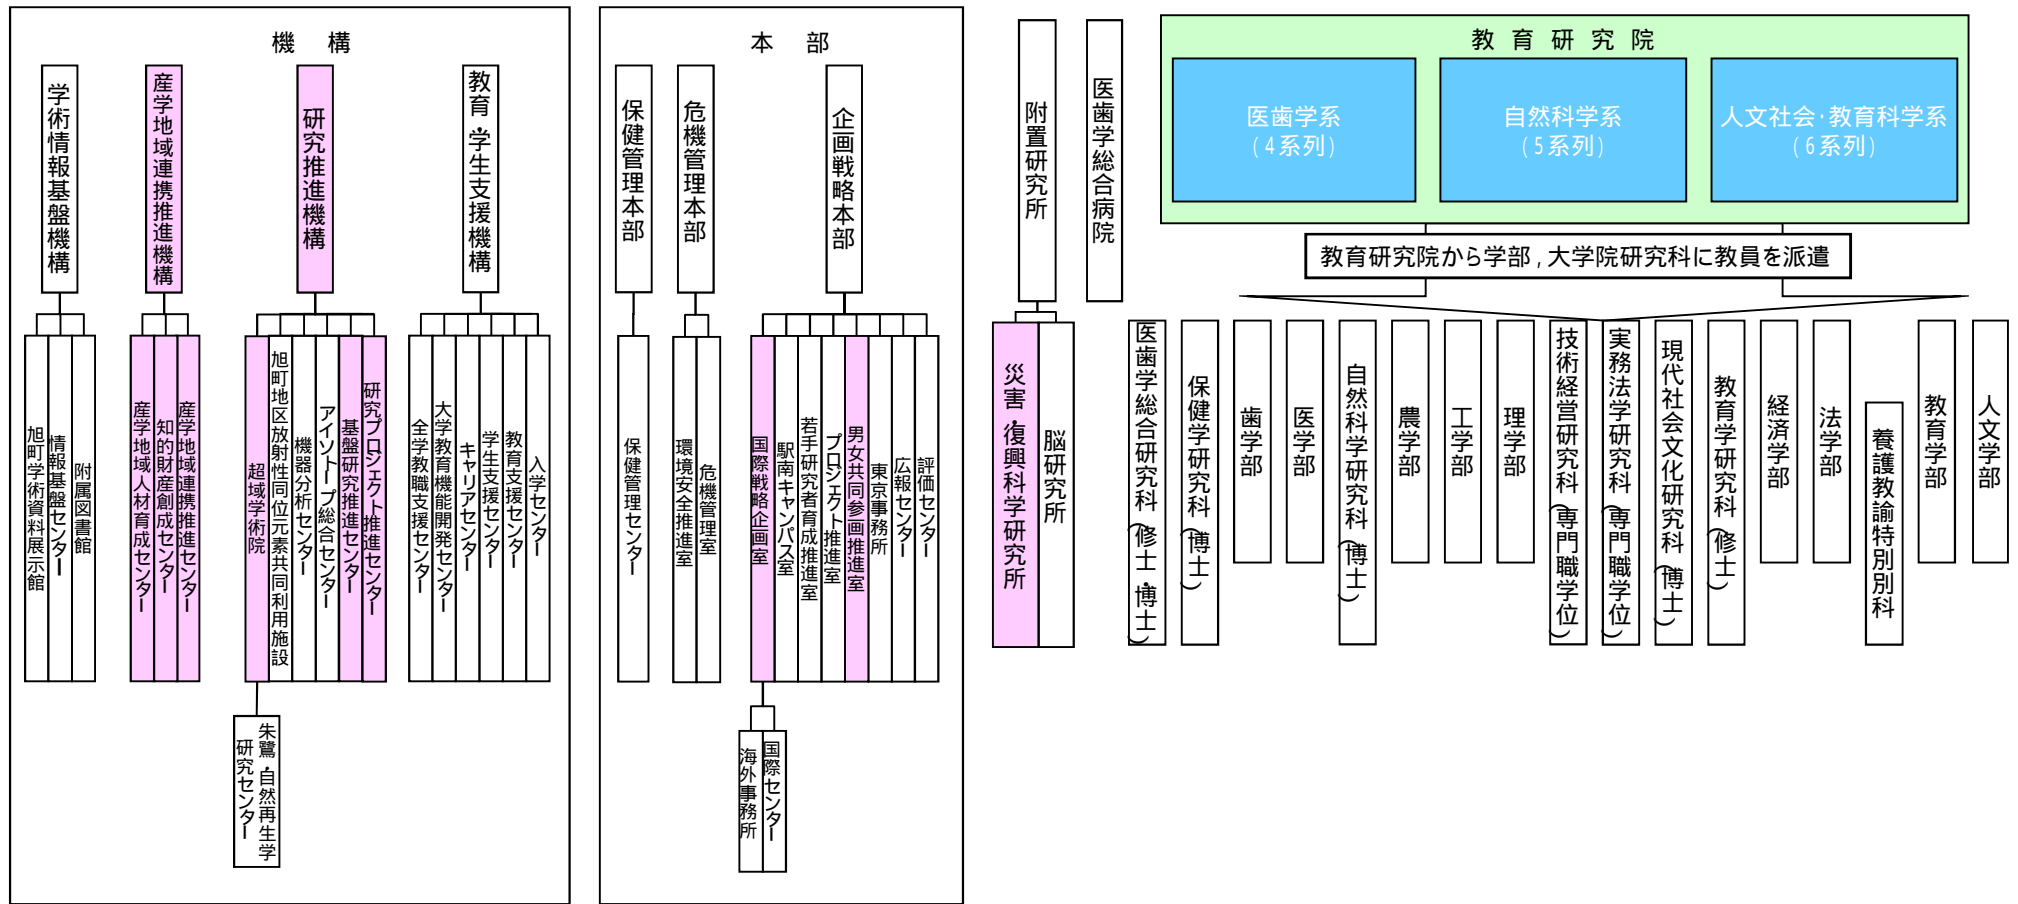 機　構
学術情報基盤機構
産学地域連携推進機構
研究推進機構
教育・学生支援機構
旭町学術資料展示館
情報基盤センター
附属図書館
産学地域人材育成センター
知的財産創成センター
産学地域連携推進センター
超域学術院
旭町地区放射性同位元素共同利用施設
機器分析センター
アイソトープ総合センター
基盤研究推進センター
研究プロジェクト推進センター
全学教職支援センター
大学教育機能開発センター
キャリアセンター
学生支援センター
教育支援センター
入学センター
朱鷺・自然再生学
研究センター
本　部
保健管理本部
危機管理本部
企画戦略本部
保健管理センター
環境安全推進室
危機管理室
国際戦略企画室
駅南キャンパス室
若手研究者育成推進室
プロジェクト推進室
男女共同参画推進室
東京事務所
広報センター
評価センター
海外事務所
国際センター
附置研究所
医歯学総合病院
災害・復興科学研究所
脳研究所
教育研究院
医歯学系
(4系列)
自然科学系
(5系列)
人文社会・教育科学系
(6系列)
教育研究院から学部，大学院研究科に教員を派遣
医歯学総合研究科(修士・博士)
保健学研究科(博士)
歯学部
医学部
自然科学研究科(博士)
農学部
工学部
理学部
技術経営研究科(専門職学位)
実務法学研究科(専門職学位)
現代社会文化研究科(博士)
教育学研究科(修士)
経済学部
法学部
養護教諭特別別科
教育学部
人文学部